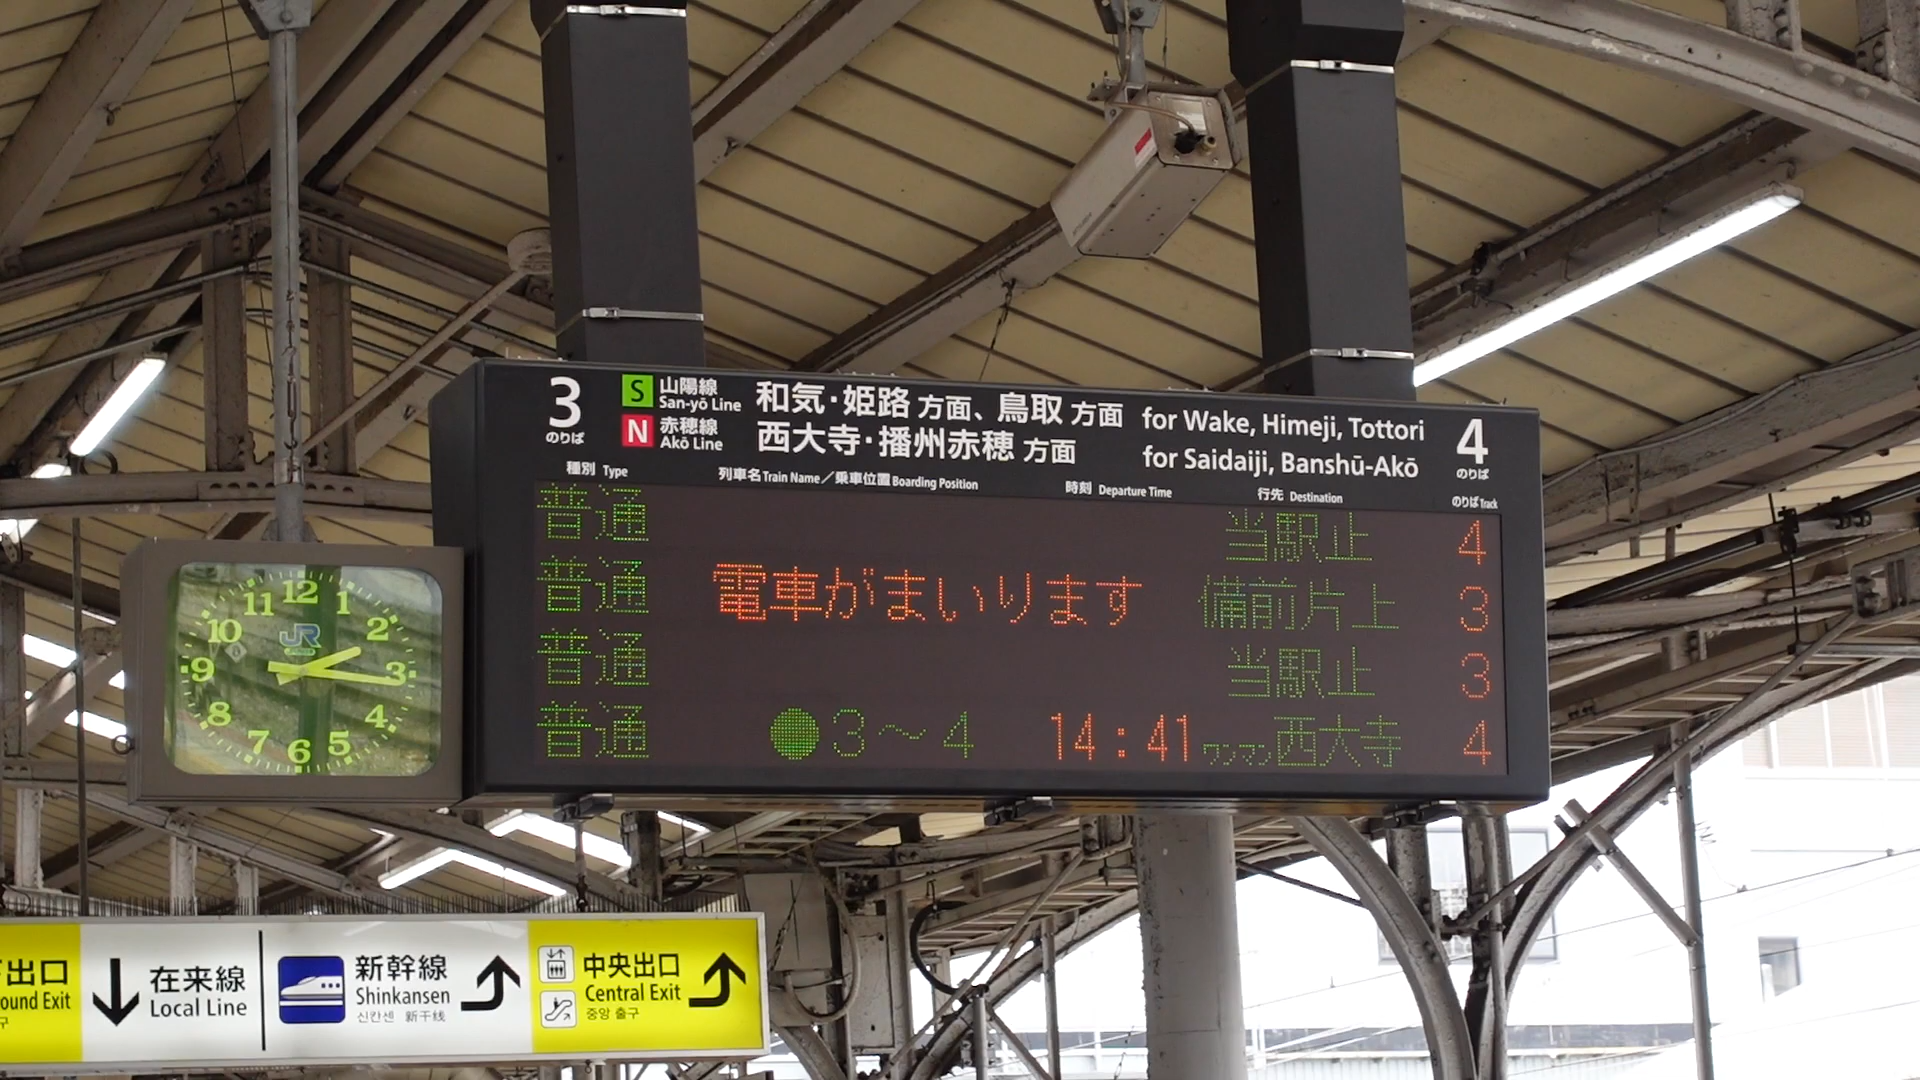 3 のりば
S 山陽線 San-yō Line
N 赤穂線 Akō Line
和気・姫路 方面、鳥取 方面 for Wake, Himeji, Tottori
西大寺・播州赤穂 方面 for Saidaiji, Banshū-Akō
4 のりば
種別 Type 列車名 Train Name／乗車位置 Boarding Position 時刻 Departure Time 行先 Destination のりば Track
普通 当駅止 4
普通 電車がまいります 備前片上 3
普通 当駅止 3
普通 ●3～4 14:41 ワンマン西大寺 4
12 1 2 3 4 5 6 7 8 9 10 11
JR
出口
ound Exit
구
在来線
Local Line
新幹線
Shinkansen
신칸센 新干线
中央出口
Central Exit
중앙 출구